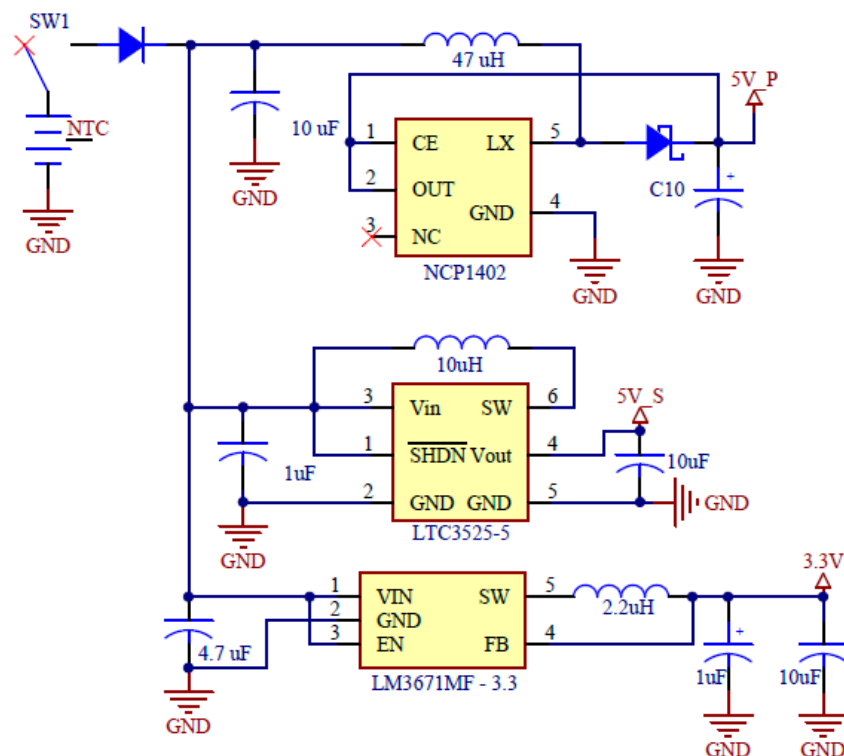 SW1
47 uH
5V_P
NTC
10 uF
1 CE LX 5
2 OUT
GND 4
3 NC
C10
+
GND
GND
NCP1402
GND
GND
10uH
5V_S
3 Vin SW 6
1 SHDN Vout 4
1uF
10uF
2 GND GND 5
GND
LTC3525-5
GND
3.3V
1 VIN SW 5
2 GND
2.2uH
3 EN FB 4
4.7 uF
+
1uF
10uF
LM3671MF - 3.3
GND
GND
GND